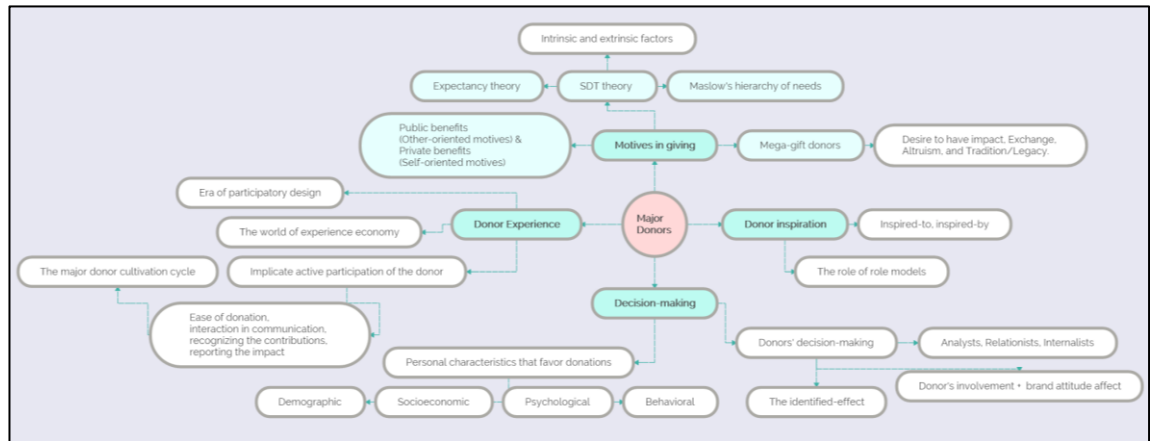 Intrinsic and extrinsic factors
Expectancy theory
SDT theory
Maslow's hierarchy of needs
Public benefits
(Other-oriented motives) &
Private benefits
(Self-oriented motives)
Motives in giving
Mega-gift donors
Desire to have impact, Exchange,
Altruism, and Tradition/Legacy.
Era of participatory design
Donor Experience
Major
Donors
Donor inspiration
Inspired-to, inspired-by
The world of experience economy
The major donor cultivation cycle
Implicate active participation of the donor
The role of role models
Ease of donation,
interaction in communication,
recognizing the contributions,
reporting the impact
Decision-making
Donors' decision-making
Analysts, Relationists, Internalists
Personal characteristics that favor donations
Donor's involvement + brand attitude affect
Demographic
Socioeconomic
Psychological
Behavioral
The identified-effect